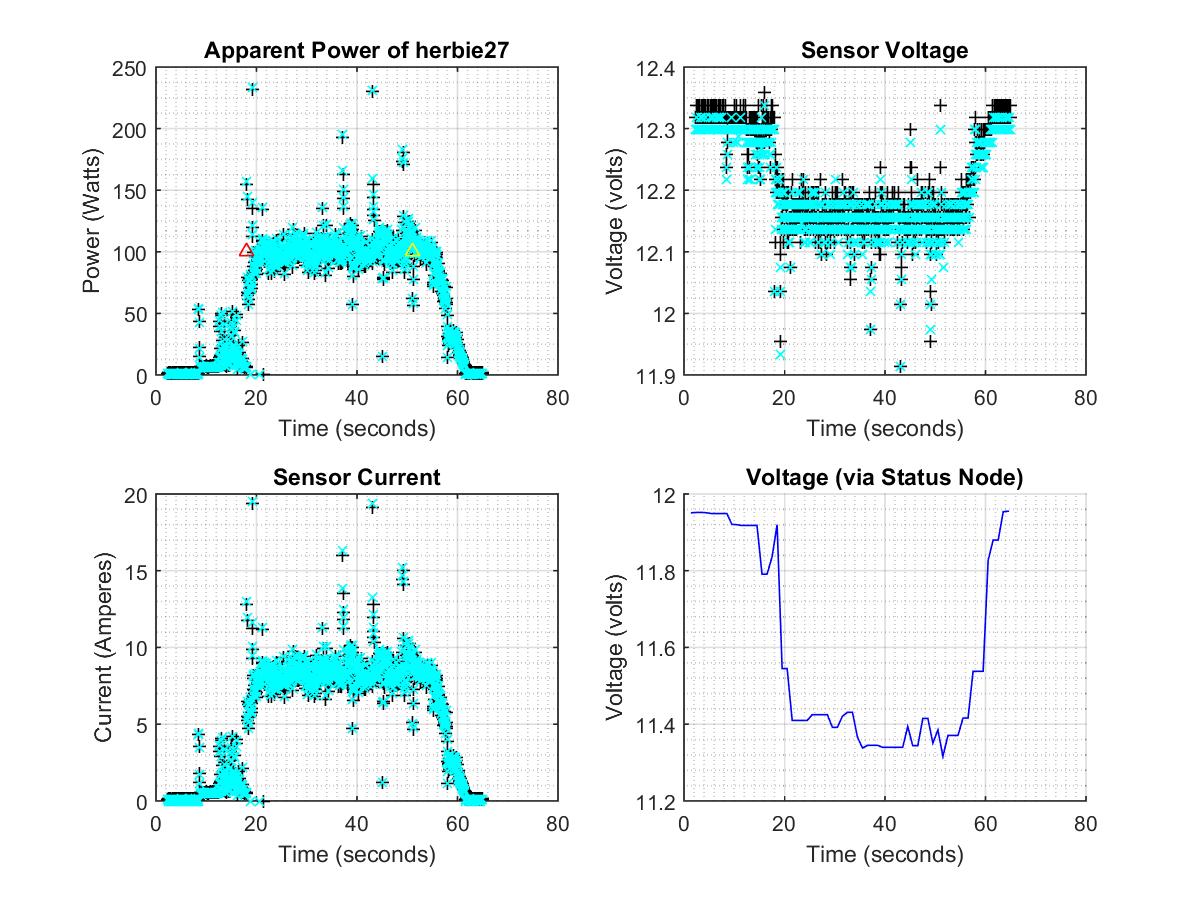 Apparent Power of herbie27
250
200
150
100
50
0
Power (Watts)
0 20 40 60 80
Time (seconds)
Sensor Voltage
12.4
12.3
12.2
12.1
12
11.9
Voltage (volts)
0 20 40 60 80
Time (seconds)
Sensor Current
20
15
10
5
0
Current (Amperes)
0 20 40 60 80
Time (seconds)
Voltage (via Status Node)
12
11.8
11.6
11.4
11.2
Voltage (volts)
0 20 40 60 80
Time (seconds)